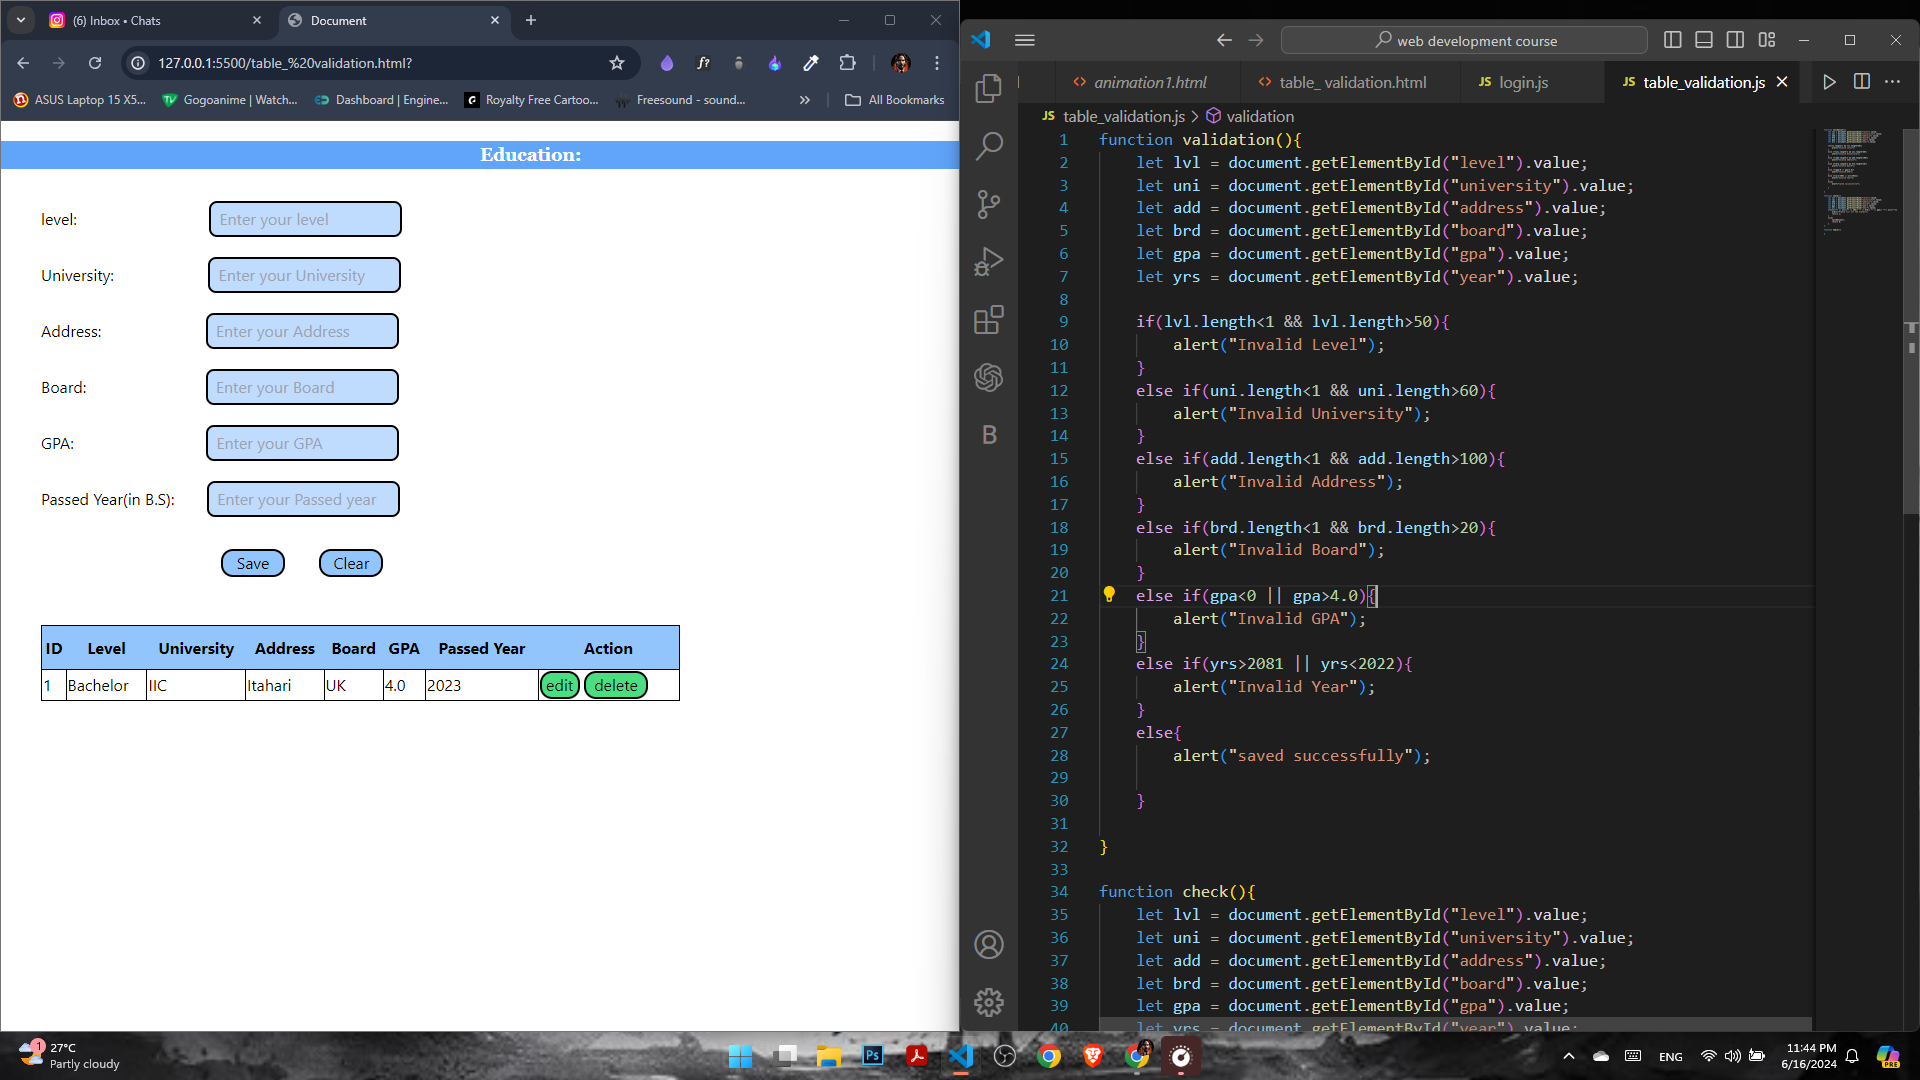 (6) Inbox • Chats
Document
127.0.0.1:5500/table_%20validation.html?
f?
ASUS Laptop 15 X5...
Gogoanime | Watch...
Dashboard | Engine...
Royalty Free Cartoo...
Freesound - sound...
»
All Bookmarks
Education:
level:
Enter your level
University:
Enter your University
Address:
Enter your Address
Board:
Enter your Board
GPA:
Enter your GPA
Passed Year(in B.S):
Enter your Passed year
Save
Clear
ID Level University Address Board GPA Passed Year Action
1 Bachelor IIC Itahari UK 4.0 2023 edit delete
web development course
animation1.html
table_ validation.html
JS login.js
JS table_validation.js
JS table_validation.js > validation
B
1 function validation(){
2 let lvl = document.getElementById("level").value;
3 let uni = document.getElementById("university").value;
4 let add = document.getElementById("address").value;
5 let brd = document.getElementById("board").value;
6 let gpa = document.getElementById("gpa").value;
7 let yrs = document.getElementById("year").value;
8
9 if(lvl.length<1 && lvl.length>50){
10 alert("Invalid Level");
11 }
12 else if(uni.length<1 && uni.length>60){
13 alert("Invalid University");
14 }
15 else if(add.length<1 && add.length>100){
16 alert("Invalid Address");
17 }
18 else if(brd.length<1 && brd.length>20){
19 alert("Invalid Board");
20 }
21 else if(gpa<0 || gpa>4.0){
22 alert("Invalid GPA");
23 }
24 else if(yrs>2081 || yrs<2022){
25 alert("Invalid Year");
26 }
27 else{
28 alert("saved successfully");
29
30 }
31
32 }
33
34 function check(){
35 let lvl = document.getElementById("level").value;
36 let uni = document.getElementById("university").value;
37 let add = document.getElementById("address").value;
38 let brd = document.getElementById("board").value;
39 let gpa = document.getElementById("gpa").value;
40 let yrs = document.getElementById("year").value;
1
27°C
Partly cloudy
Ps
ENG
11:44 PM
6/16/2024
PRE